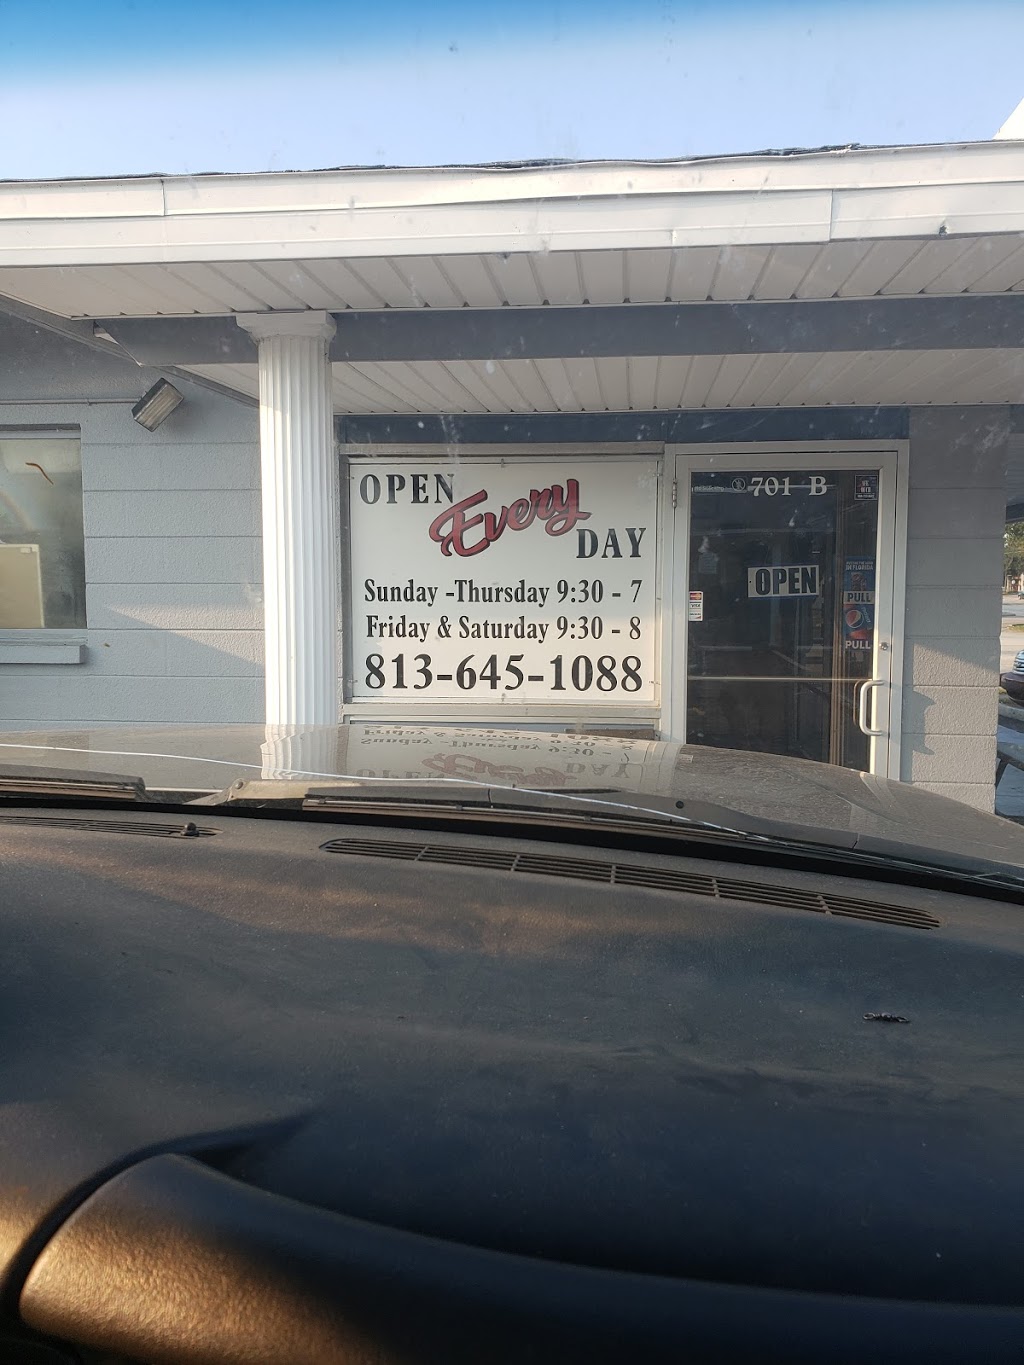 OPEN
Every
DAY
Sunday -Thursday 9:30 - 7
Friday & Saturday 9:30 - 8
813-645-1088
701 B
OPEN
PULL
PULL
VISA